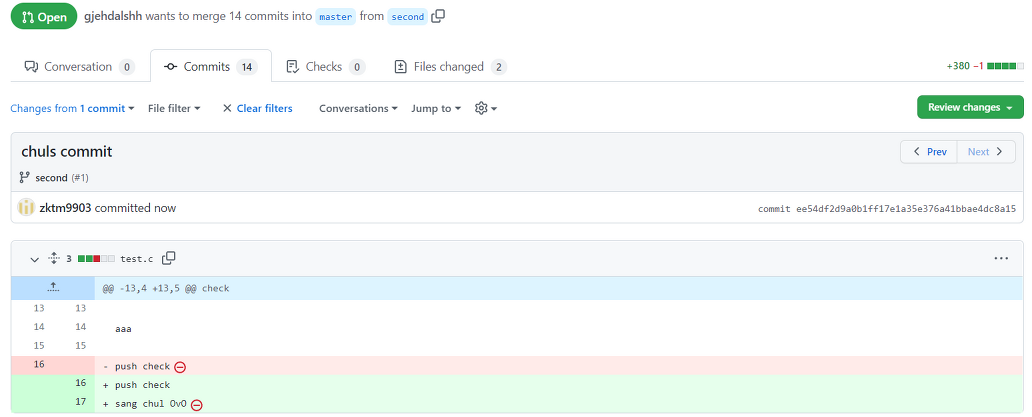 Open gjehdalshh wants to merge 14 commits into master from second
Conversation 0 Commits 14 Checks 0 Files changed 2 +380 −1
Changes from 1 commit File filter Clear filters Conversations Jump to Review changes
chuls commit Prev Next
second (#1)
zktm9903 committed now commit ee54df2d9a0b1ff17e1a35e376a41bbae4dc8a15
3 test.c
@@ -13,4 +13,5 @@ check
13 13
14 14 aaa
15 15
16 - push check
16 + push check
17 + sang chul 0v0